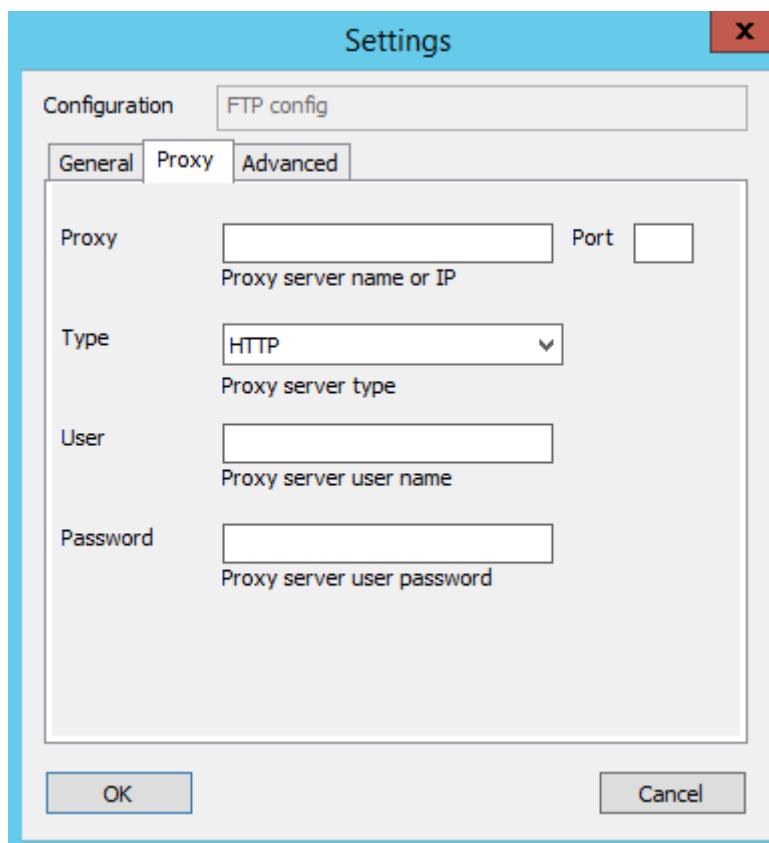 Settings
x
Configuration FTP config
General Proxy Advanced
Proxy Port
Proxy server name or IP
Type HTTP
Proxy server type
User
Proxy server user name
Password
Proxy server user password
OK Cancel